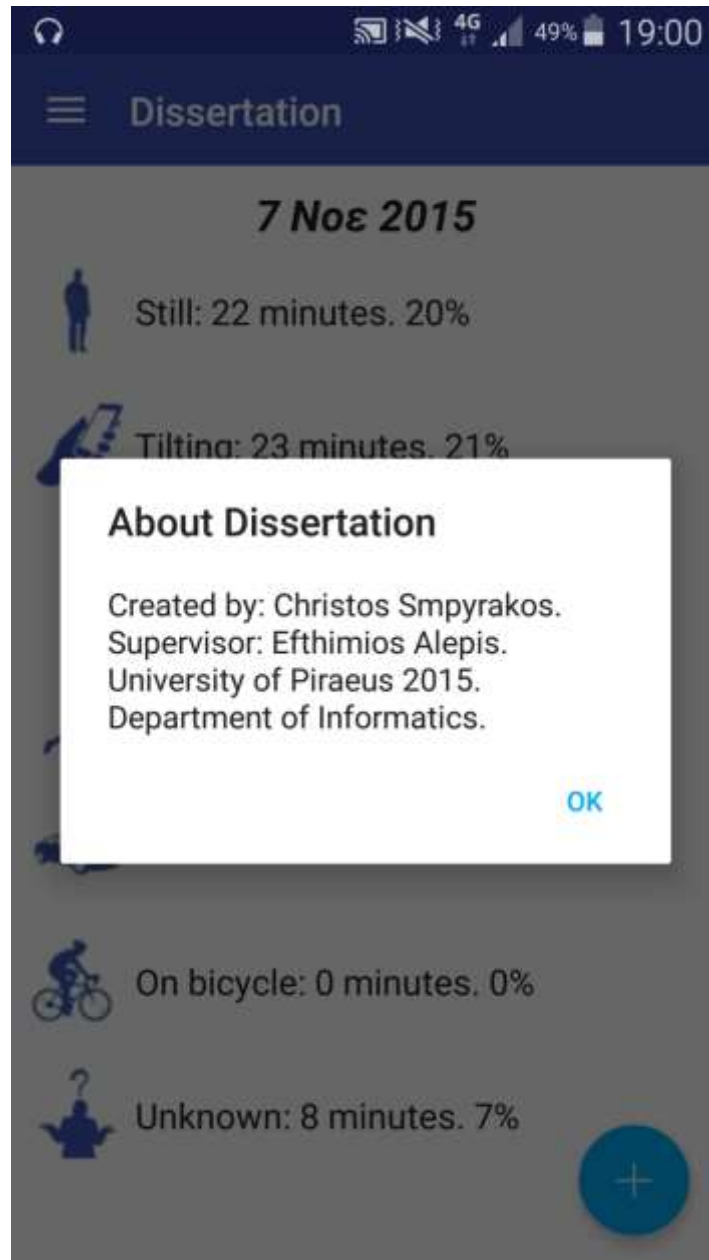 4G 49% 19:00
Dissertation
7 Νοε 2015
Still: 22 minutes. 20%
Tilting: 23 minutes. 21%
About Dissertation
Created by: Christos Smpyrakos.
Supervisor: Efthimios Alepis.
University of Piraeus 2015.
Department of Informatics.
OK
On bicycle: 0 minutes. 0%
?
Unknown: 8 minutes. 7%
+